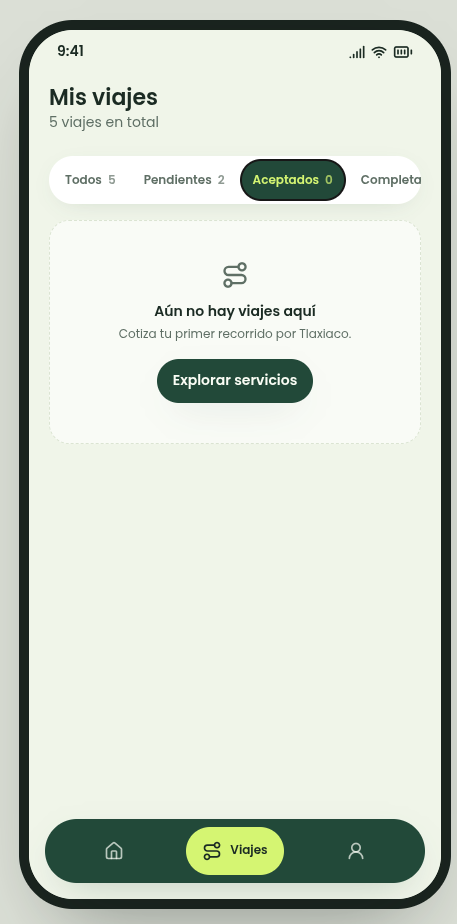 9:41
Mis viajes
5 viajes en total
Todos 5 Pendientes 2 Aceptados 0 Completa
Aún no hay viajes aquí
Cotiza tu primer recorrido por Tlaxiaco.
Explorar servicios
Viajes